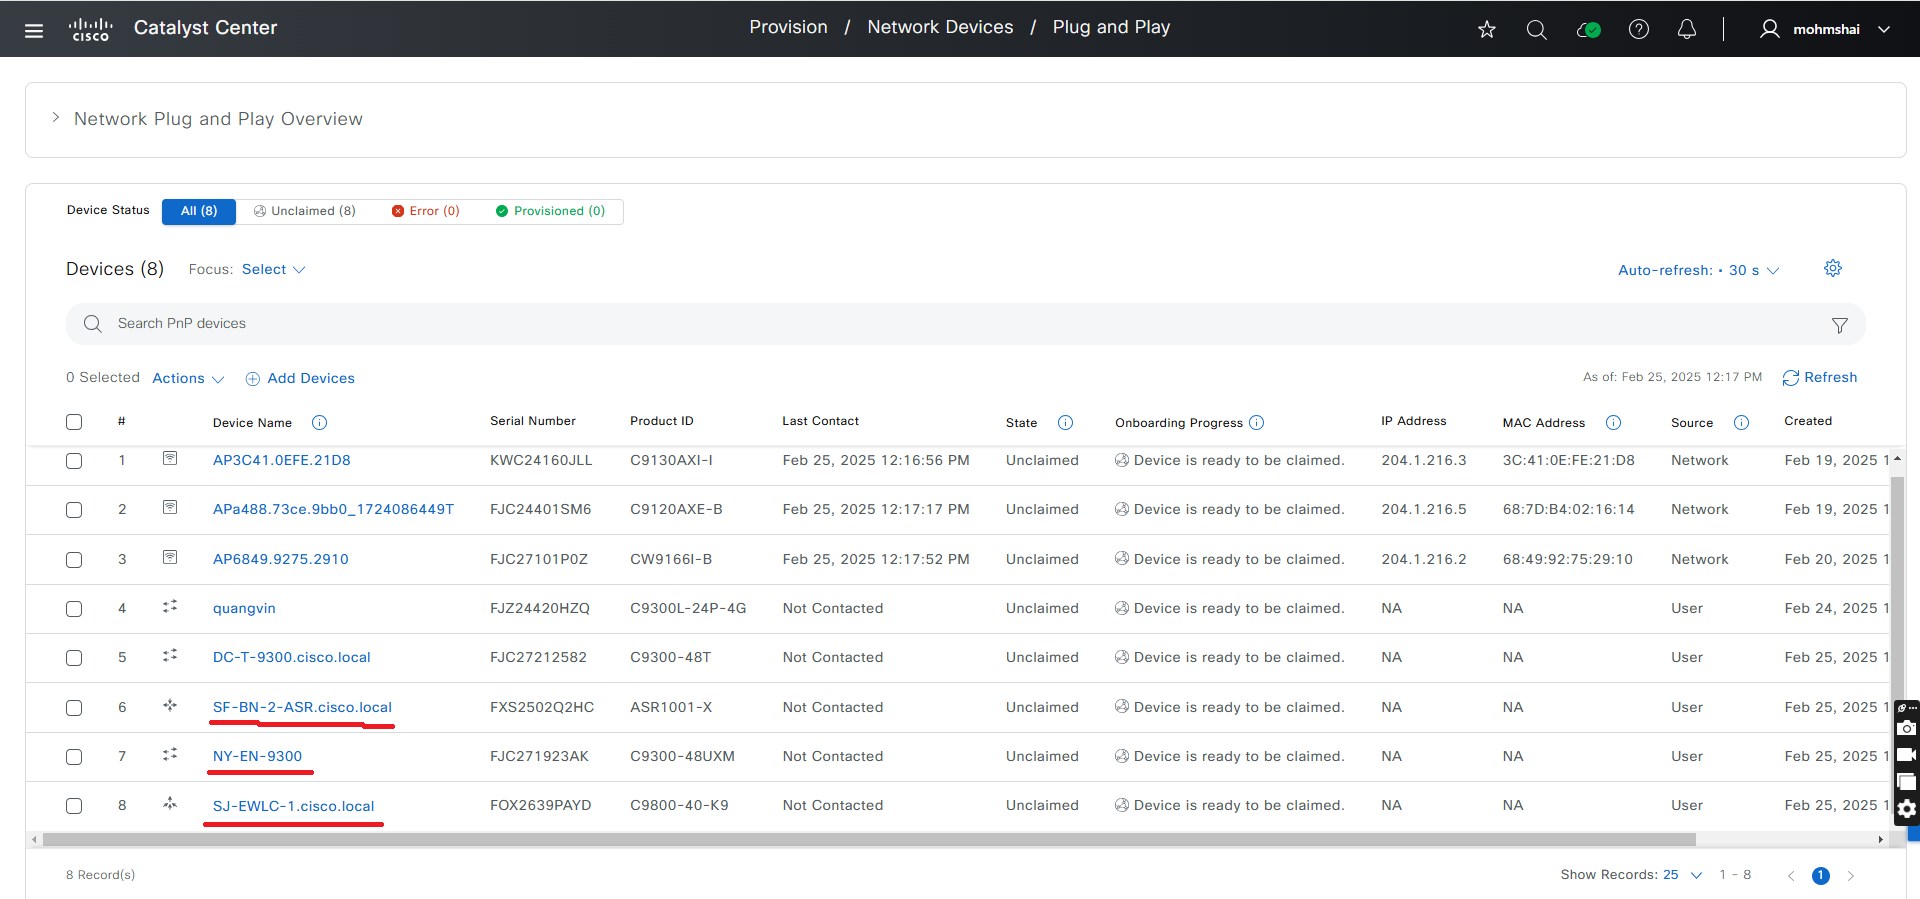 cisco Catalyst Center Provision / Network Devices / Plug and Play mohmshai
Network Plug and Play Overview
Device Status All (8) Unclaimed (8) Error (0) Provisioned (0)
Devices (8) Focus: Select Auto-refresh: • 30 s
Search PnP devices
0 Selected Actions Add Devices As of: Feb 25, 2025 12:17 PM Refresh
# Device Name Serial Number Product ID Last Contact State Onboarding Progress IP Address MAC Address Source Created
1 AP3C41.0EFE.21D8 KWC24160JLL C9130AXI-I Feb 25, 2025 12:16:56 PM Unclaimed Device is ready to be claimed. 204.1.216.3 3C:41:0E:FE:21:D8 Network Feb 19, 2025 1
2 APa488.73ce.9bb0_1724086449T FJC24401SM6 C9120AXE-B Feb 25, 2025 12:17:17 PM Unclaimed Device is ready to be claimed. 204.1.216.5 68:7D:B4:02:16:14 Network Feb 19, 2025 1
3 AP6849.9275.2910 FJC27101P0Z CW9166I-B Feb 25, 2025 12:17:52 PM Unclaimed Device is ready to be claimed. 204.1.216.2 68:49:92:75:29:10 Network Feb 20, 2025 1
4 quangvin FJZ24420HZQ C9300L-24P-4G Not Contacted Unclaimed Device is ready to be claimed. NA NA User Feb 24, 2025 1
5 DC-T-9300.cisco.local FJC27212582 C9300-48T Not Contacted Unclaimed Device is ready to be claimed. NA NA User Feb 25, 2025 1
6 SF-BN-2-ASR.cisco.local FXS2502Q2HC ASR1001-X Not Contacted Unclaimed Device is ready to be claimed. NA NA User Feb 25, 2025 1
7 NY-EN-9300 FJC271923AK C9300-48UXM Not Contacted Unclaimed Device is ready to be claimed. NA NA User Feb 25, 2025 1
8 SJ-EWLC-1.cisco.local FOX2639PAYD C9800-40-K9 Not Contacted Unclaimed Device is ready to be claimed. NA NA User Feb 25, 2025 1
8 Record(s) Show Records: 25 1 - 8 1